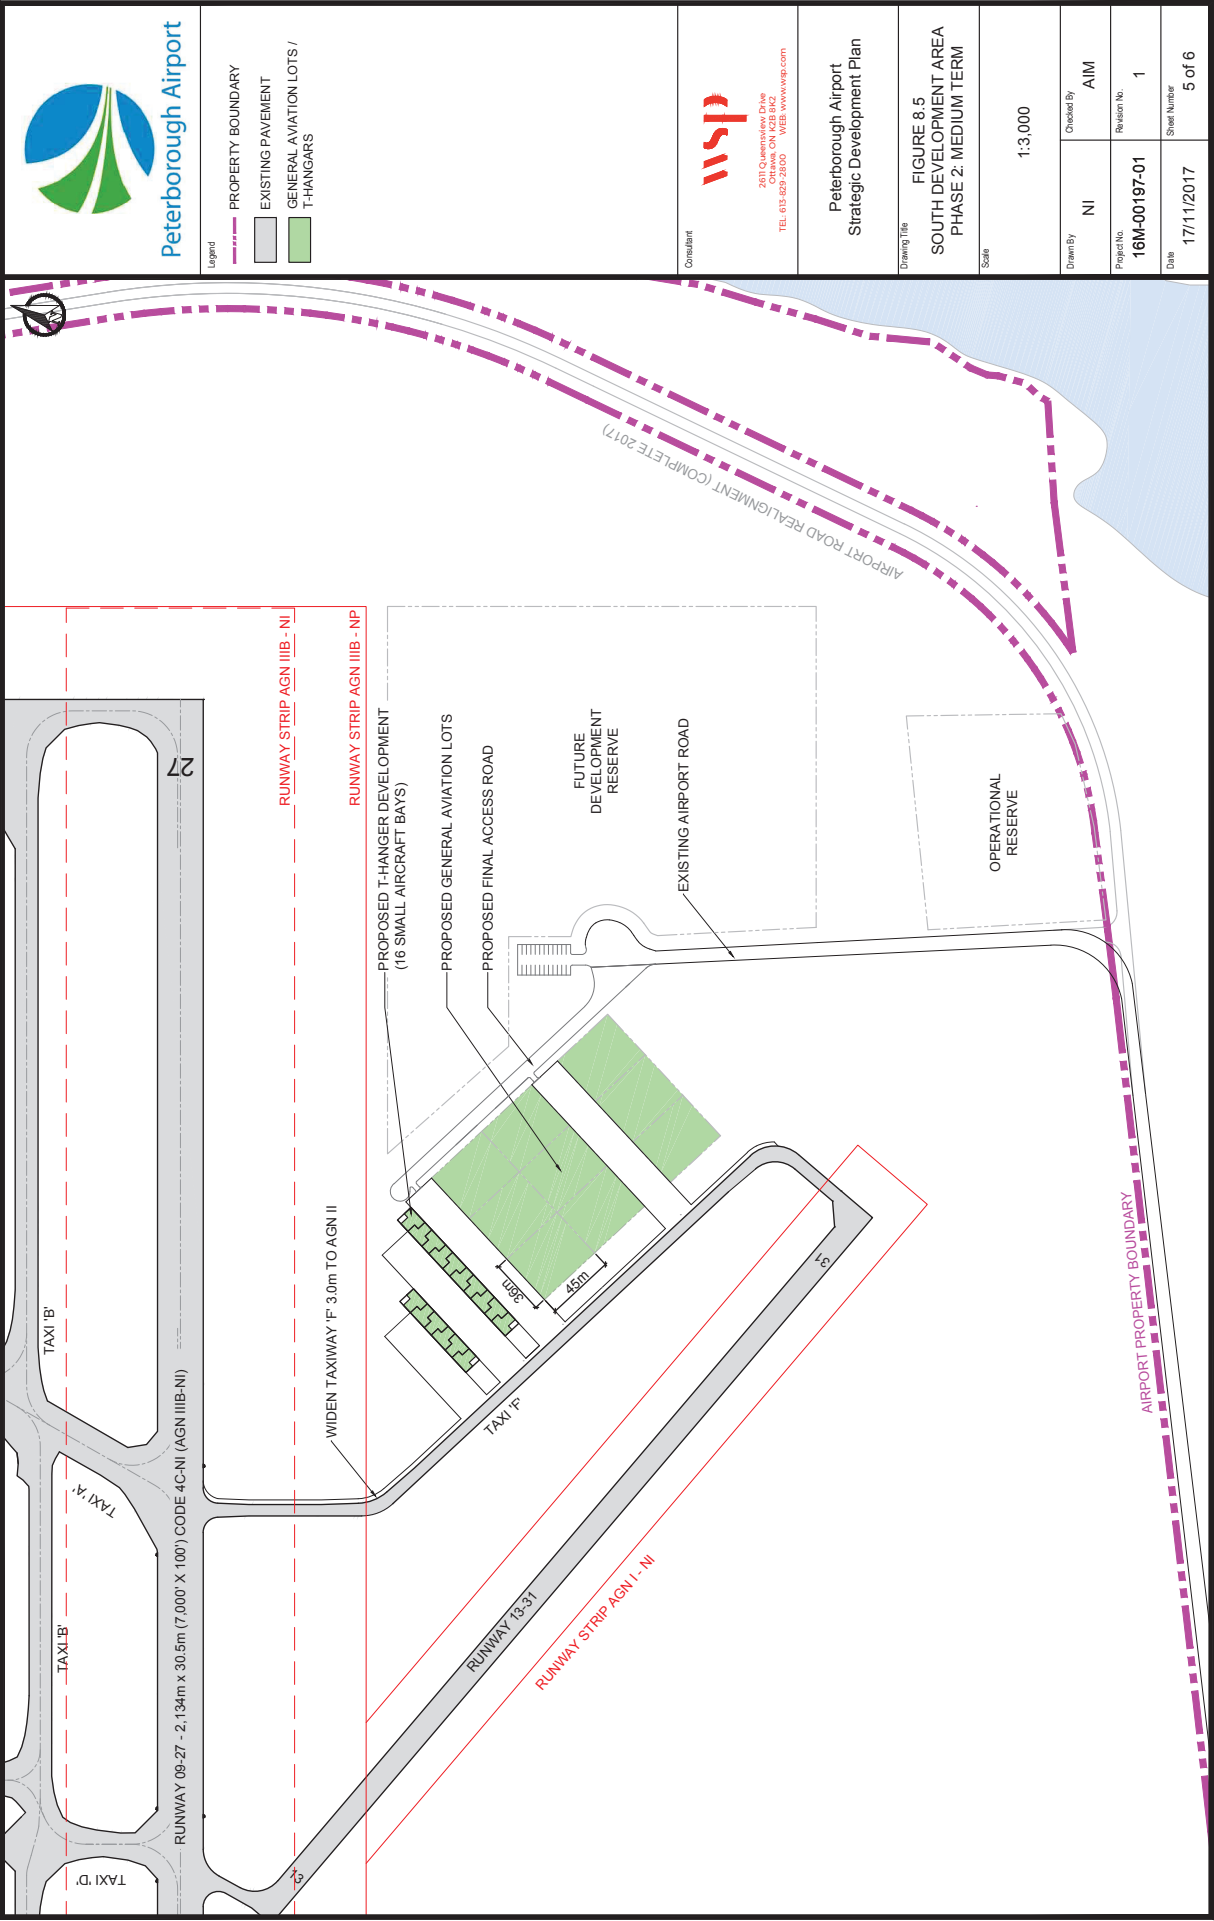 Peterborough Airport
Legend
PROPERTY BOUNDARY
EXISTING PAVEMENT
GENERAL AVIATION LOTS /
T-HANGARS
Consultant
wsp
2611 Queensview Drive
Ottawa, ON K2B 8K2
TEL: 613-829-2800 WEB: www.wsp.com
Peterborough Airport
Strategic Development Plan
Drawing Title
FIGURE 8.5
SOUTH DEVELOPMENT AREA
PHASE 2: MEDIUM TERM
Scale
1:3,000
Drawn By
NI
Checked By
AIM
Project No.
16M-00197-01
Revision No.
1
Date
17/11/2017
Sheet Number
5 of 6
TAXI 'B'
TAXI 'B'
TAXI 'A'
TAXI 'D'
RUNWAY 09-27 - 2,134m x 30.5m (7,000' X 100') CODE 4C-NI (AGN IIIB-NI)
27
RUNWAY STRIP AGN IIIB - NI
RUNWAY STRIP AGN IIIB - NP
WIDEN TAXIWAY 'F' 3.0m TO AGN II
PROPOSED T-HANGER DEVELOPMENT
(16 SMALL AIRCRAFT BAYS)
PROPOSED GENERAL AVIATION LOTS
PROPOSED FINAL ACCESS ROAD
FUTURE
DEVELOPMENT
RESERVE
EXISTING AIRPORT ROAD
OPERATIONAL
RESERVE
AIRPORT ROAD REALIGNMENT (COMPLETE 2017)
36m
45m
TAXI 'F'
13
31
RUNWAY 13-31
RUNWAY STRIP AGN I - NI
AIRPORT PROPERTY BOUNDARY